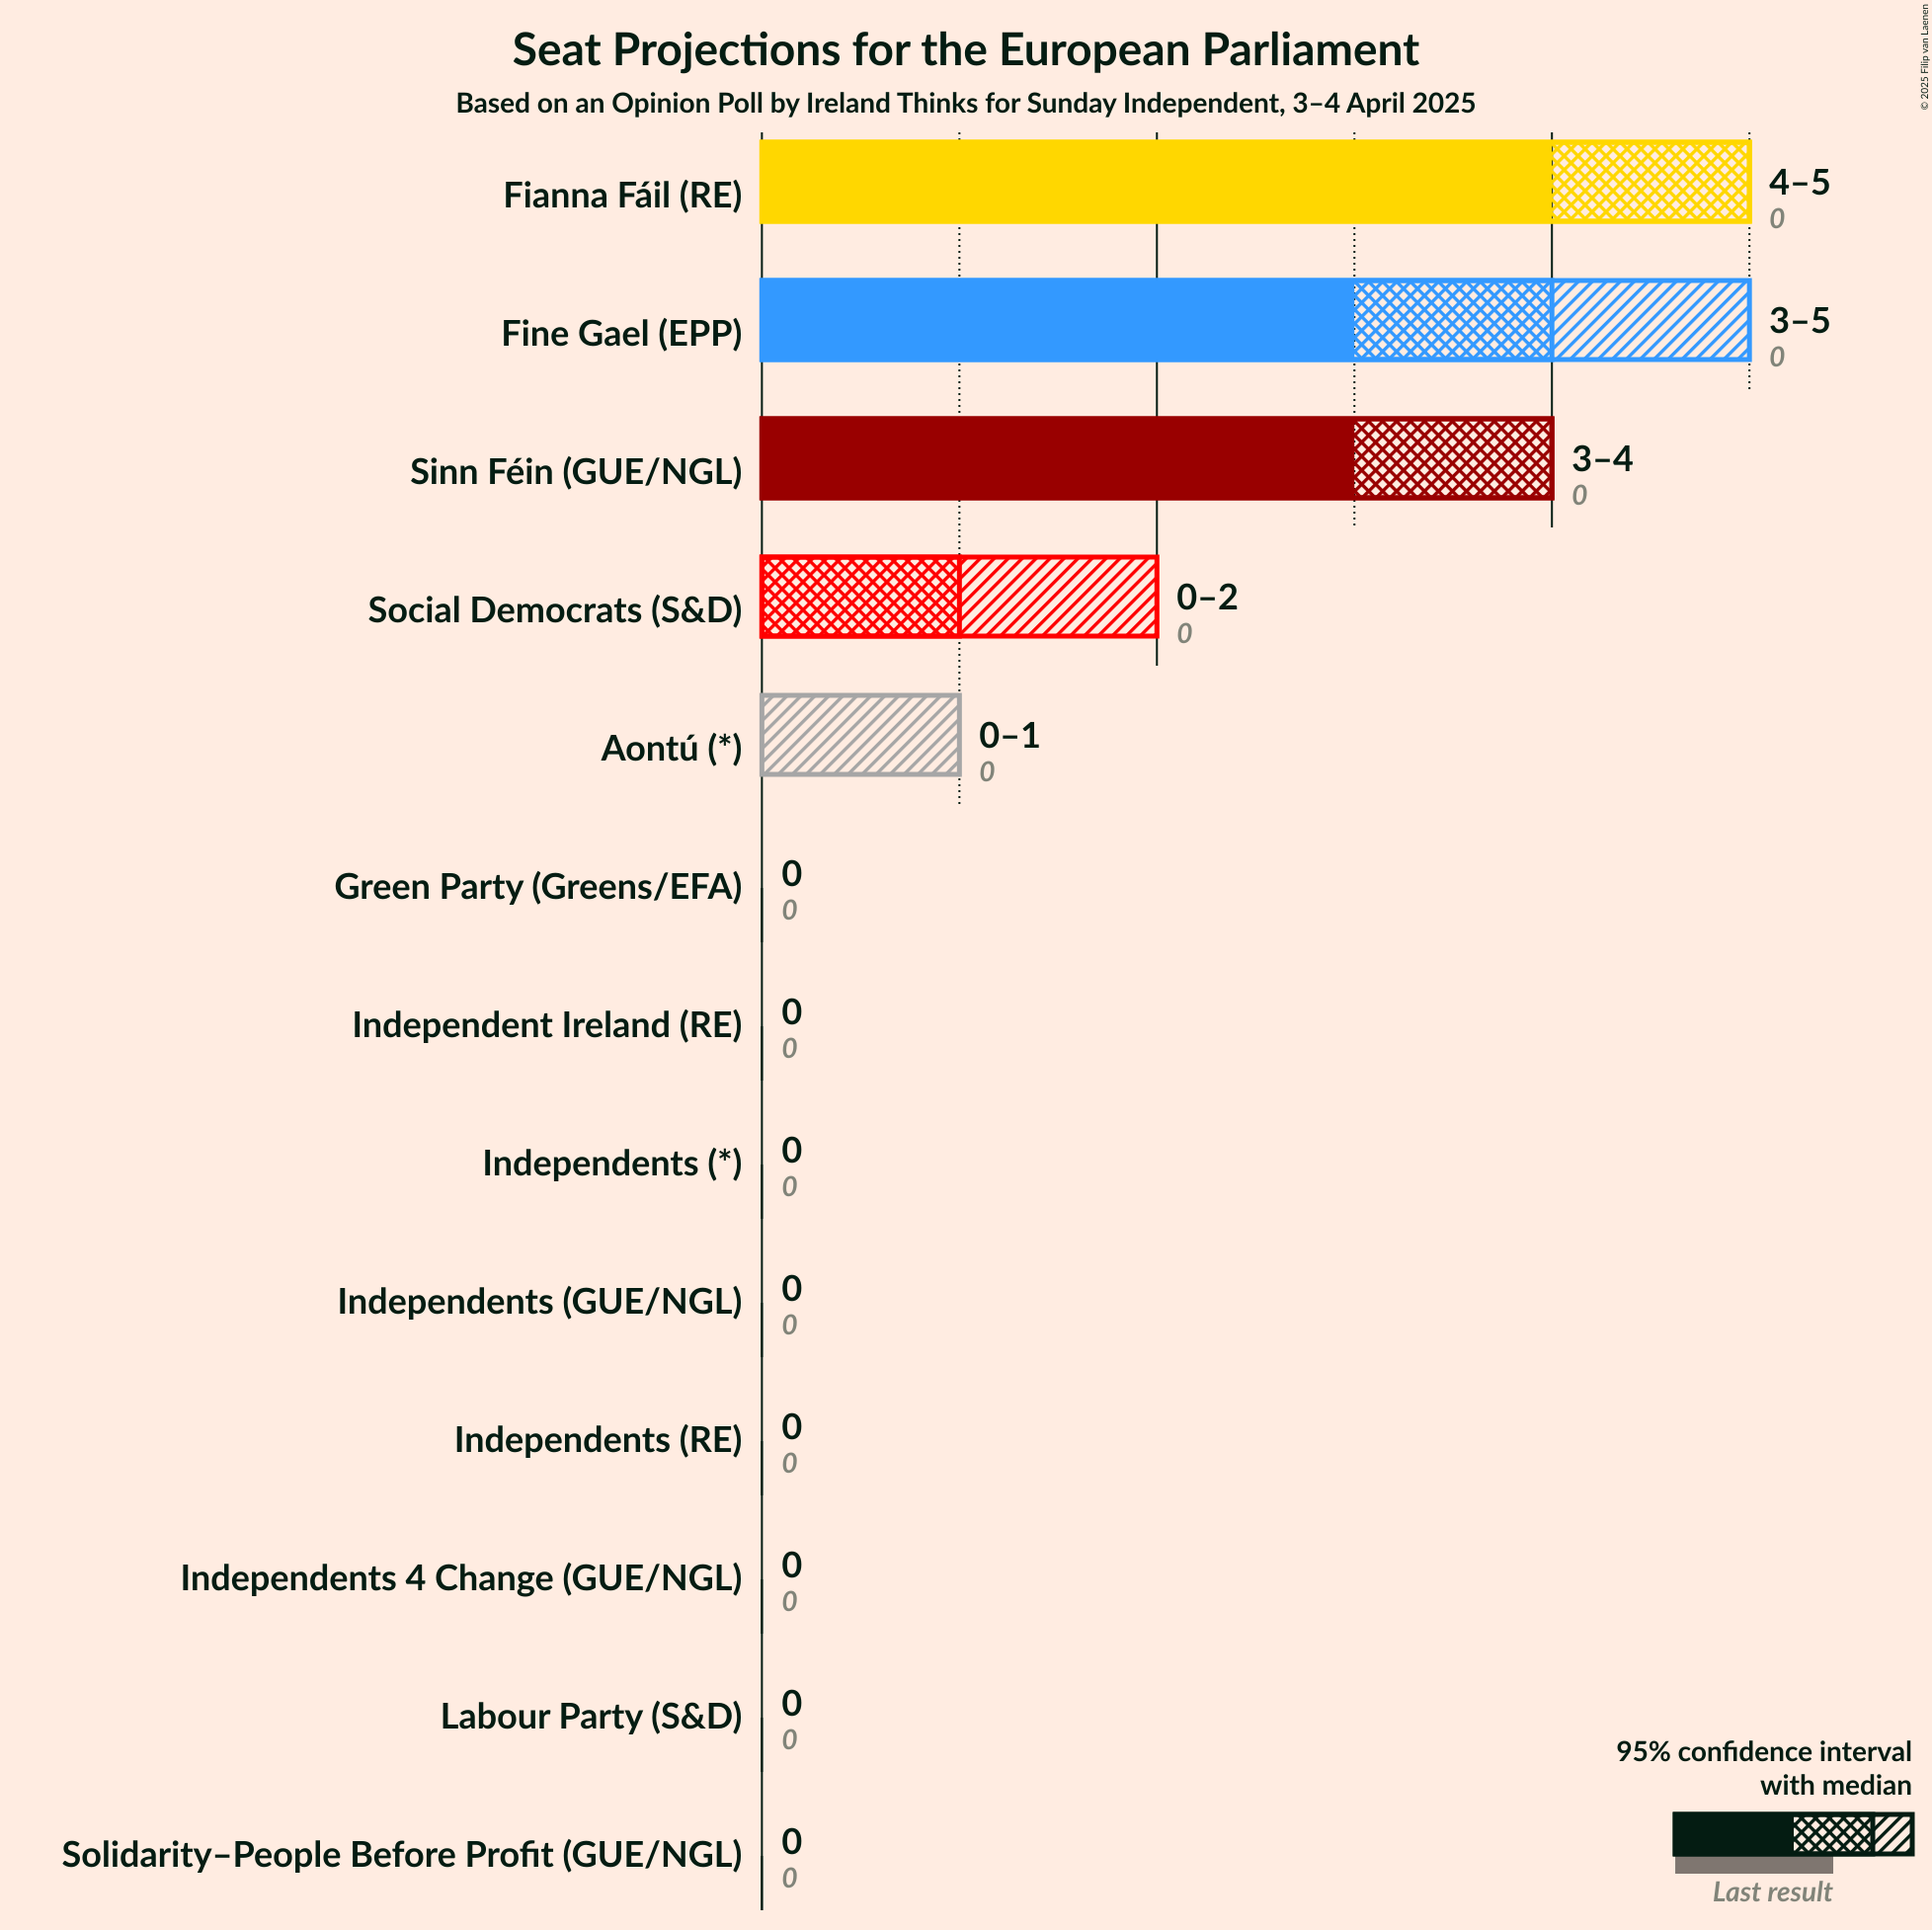 Seat Projections for the European Parliament
Based on an Opinion Poll by Ireland Thinks for Sunday Independent, 3–4 April 2025
© 2025 Filip van Laenen
Fianna Fáil (RE)
4–5
0
Fine Gael (EPP)
3–5
0
Sinn Féin (GUE/NGL)
3–4
0
Social Democrats (S&D)
0–2
0
Aontú (*)
0–1
0
Green Party (Greens/EFA)
0
0
Independent Ireland (RE)
0
0
Independents (*)
0
0
Independents (GUE/NGL)
0
0
Independents (RE)
0
0
Independents 4 Change (GUE/NGL)
0
0
Labour Party (S&D)
0
0
Solidarity–People Before Profit (GUE/NGL)
0
0
95% confidence interval
with median
Last result